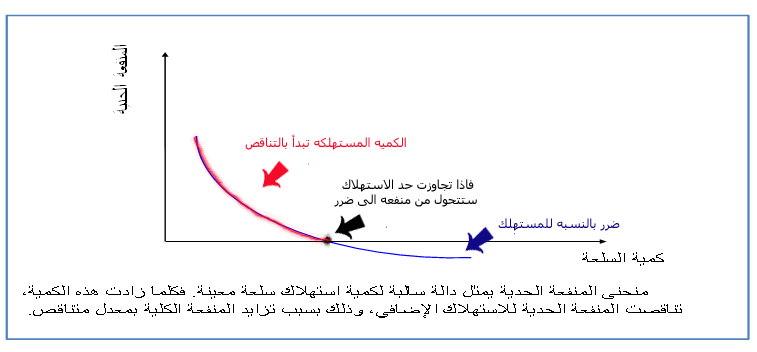 المنفعة الحدية
الكميه المستهلكه تبدأ بالتناقص
فاذا تجاوزت حد الاستهلاك
ستتحول من منفعه الى ضرر
ضرر بالنسبه للمستهلك
كمية السلعة
منحنى المنفعة الحدية يمثل دالة سالبة لكمية استهلاك سلعة معينة. فكلما زادت هذه الكمية،
تناقصت المنفعة الحدية للاستهلاك الإضافي، وذلك بسبب تزايد المنفعة الكلية بمعدل متناقص.